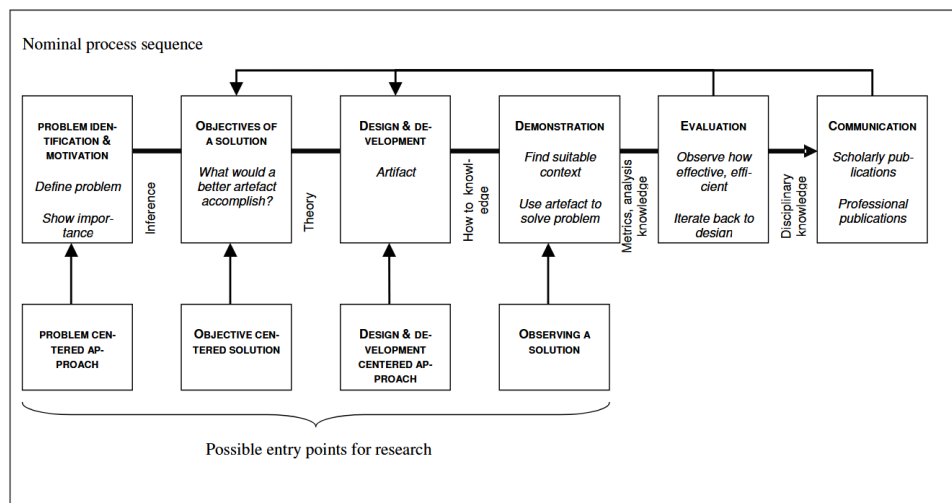 Nominal process sequence
PROBLEM IDEN-
TIFICATION &
MOTIVATION
Define problem
Show impor-
tance
Inference
OBJECTIVES OF
A SOLUTION
What would a
better artefact
accomplish?
Theory
DESIGN & DE-
VELOPMENT
Artifact
How to knowl-
edge
DEMONSTRATION
Find suitable
context
Use artefact to
solve problem
Metrics, analysis
knowledge
EVALUATION
Observe how
effective, effi-
cient
Iterate back to
design
Disciplinary
knowledge
COMMUNICATION
Scholarly pub-
lications
Professional
publications
PROBLEM CEN-
TERED AP-
PROACH
OBJECTIVE CEN-
TERED SOLUTION
DESIGN & DE-
VELOPMENT
CENTERED AP-
PROACH
OBSERVING A
SOLUTION
Possible entry points for research